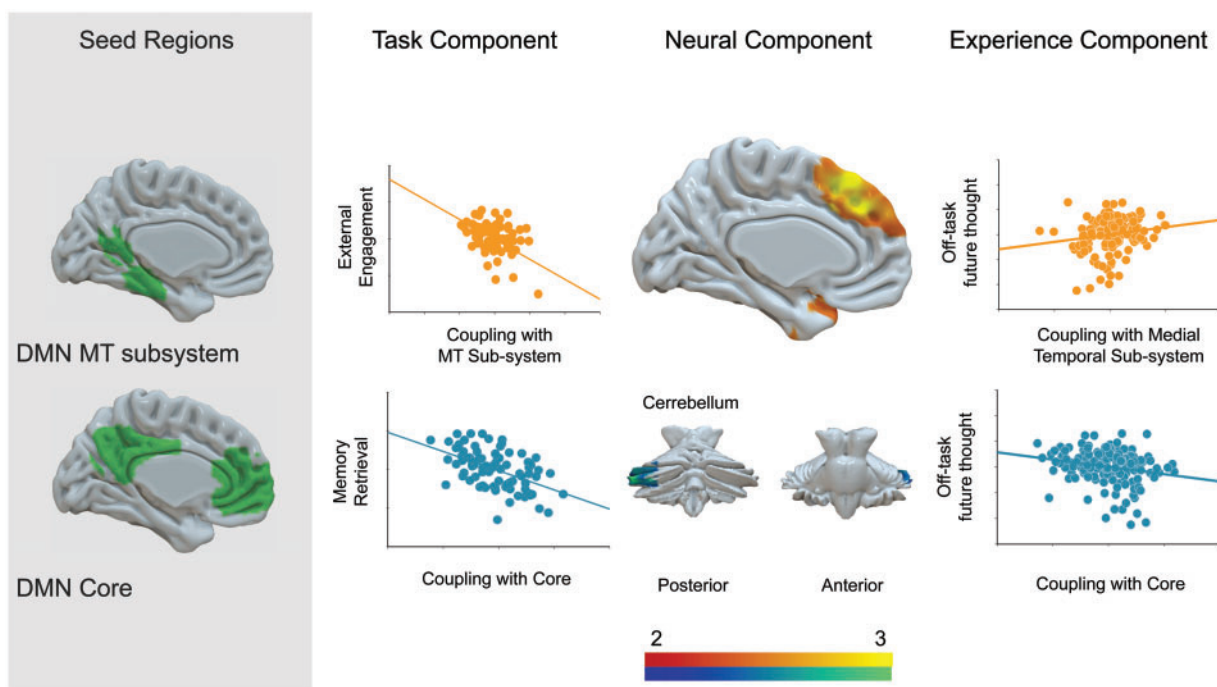 Seed Regions
Task Component
Neural Component
Experience Component
DMN MT subsystem
External
Engagement
Coupling with
MT Sub-system
Off-task
future thought
Coupling with Medial
Temporal Sub-system
DMN Core
Memory
Retrieval
Coupling with Core
Cerrebellum
Posterior
Anterior
Off-task
future thought
Coupling with Core
2
3